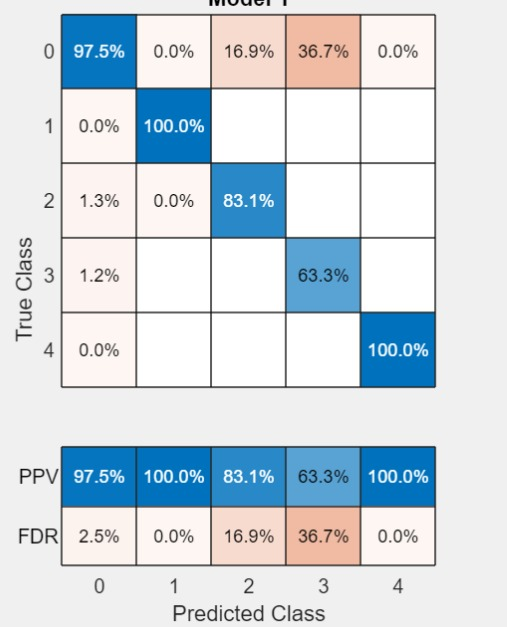 Model 1
0 97.5% 0.0% 16.9% 36.7% 0.0%
1 0.0% 100.0%
2 1.3% 0.0% 83.1%
3 1.2% 63.3%
4 0.0% 100.0%
True Class
PPV 97.5% 100.0% 83.1% 63.3% 100.0%
FDR 2.5% 0.0% 16.9% 36.7% 0.0%
0 1 2 3 4
Predicted Class